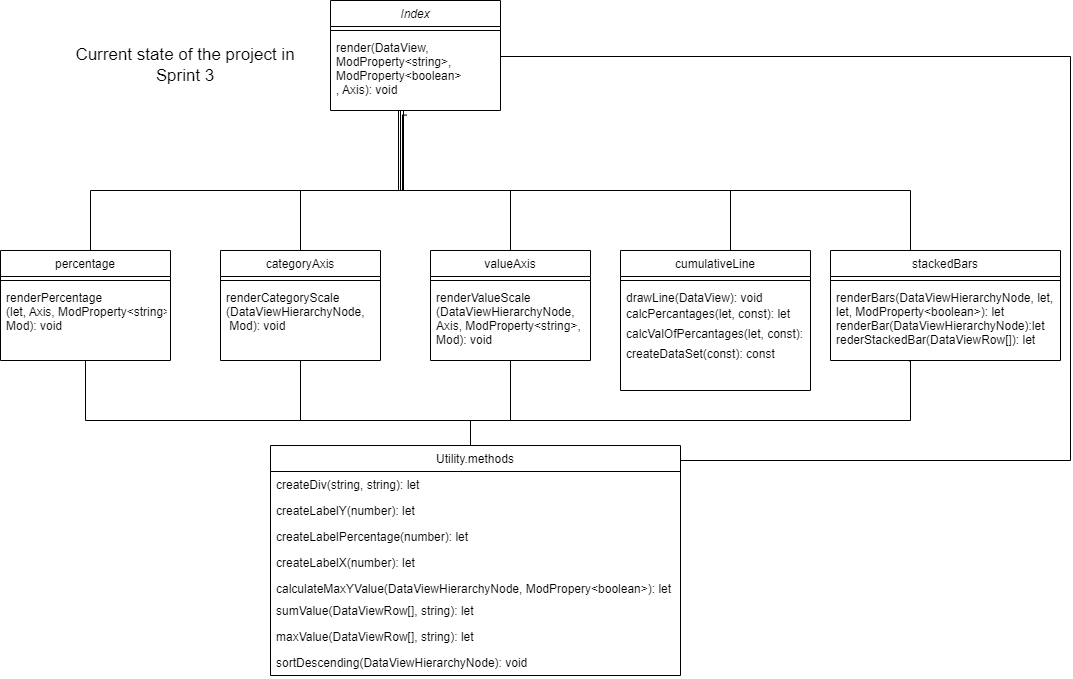 Index
Current state of the project in
Sprint 3
render(DataView,
ModProperty<string>,
ModProperty<boolean>
, Axis): void
percentage
renderPercentage
(let, Axis, ModProperty<string>
Mod): void
categoryAxis
renderCategoryScale
(DataViewHierarchyNode,
Mod): void
valueAxis
renderValueScale
(DataViewHierarchyNode,
Axis, ModProperty<string>,
Mod): void
cumulativeLine
drawLine(DataView): void
calcPercantages(let, const): let
calcValOfPercantages(let, const):
createDataSet(const): const
stackedBars
renderBars(DataViewHierarchyNode, let,
let, ModProperty<boolean>): let
renderBar(DataViewHierarchyNode):let
rederStackedBar(DataViewRow[]): let
Utility.methods
createDiv(string, string): let
createLabelY(number): let
createLabelPercentage(number): let
createLabelX(number): let
calculateMaxYValue(DataViewHierarchyNode, ModPropery<boolean>): let
sumValue(DataViewRow[], string): let
maxValue(DataViewRow[], string): let
sortDescending(DataViewHierarchyNode): void